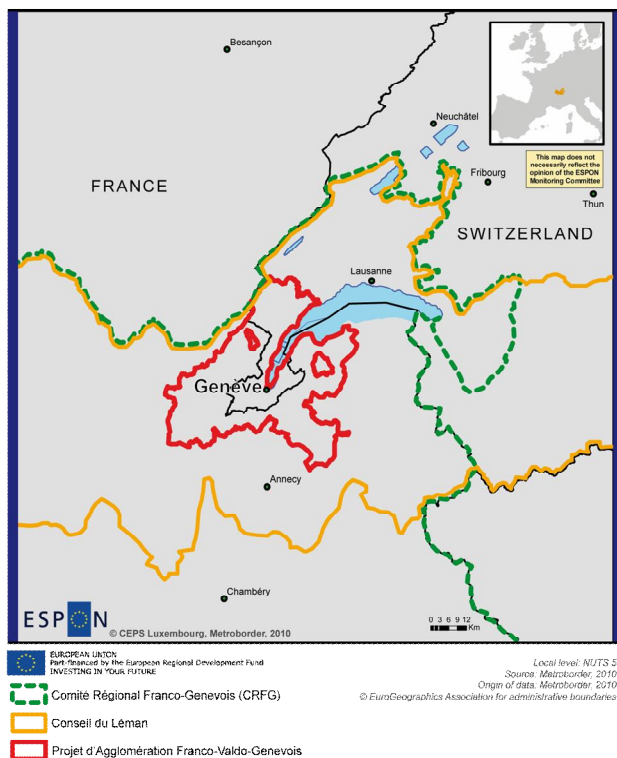 Besançon
Neuchâtel
This map does not
necessarily reflect the
opinion of the ESPON
Monitoring Committee
FRANCE
Fribourg
Thun
SWITZERLAND
Lausanne
Genève
Annecy
Chambéry
ESPON
© CEPS Luxembourg, Metroborder, 2010
0 3 6 9 12
Km
EUROPEAN UNION
Part-financed by the European Regional Development Fund
INVESTING IN YOUR FUTURE
Local level: NUTS 5
Source: Metroborder, 2010
Origin of data: Metroborder, 2010
© EuroGeographics Association for administrative boundaries
Comité Régional Franco-Genevois (CRFG)
Conseil du Léman
Projet d'Agglomération Franco-Valdo-Genevois